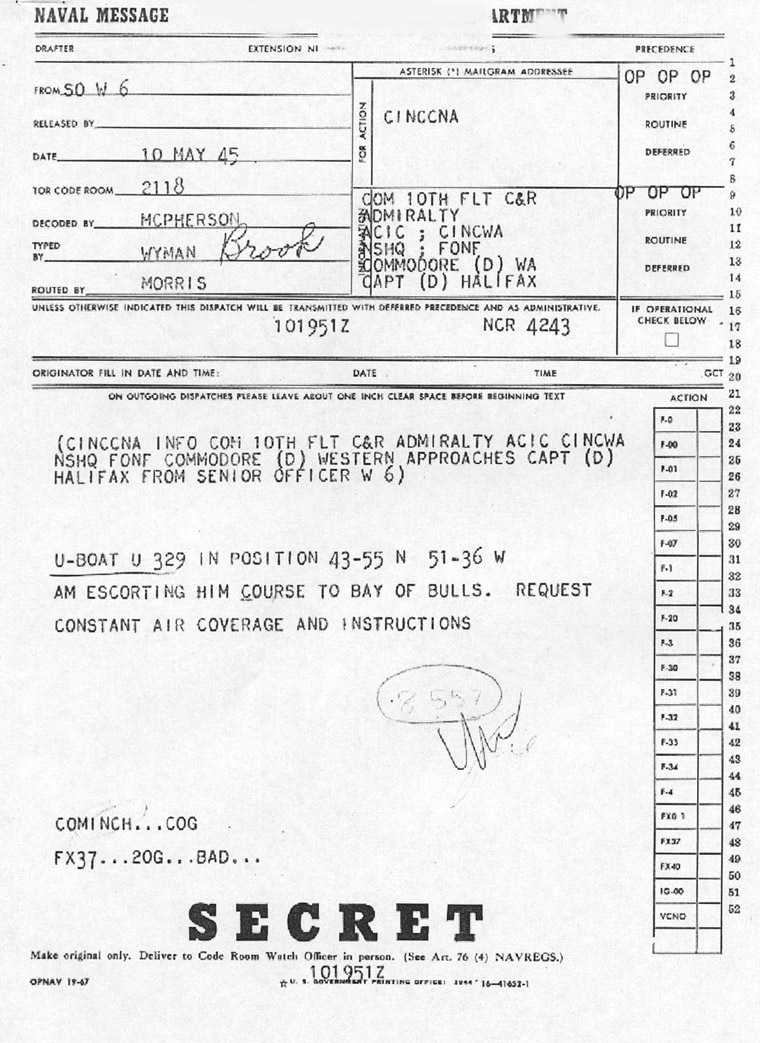 NAVAL MESSAGE
DRAFTER EXTENSION PRECEDENCE
FROM SO W 6
RELEASED BY
DATE 10 MAY 45
TOR CODE ROOM 2118
DECODED BY MCPHERSON
TYPED BY WYMAN Brook
ROUTED BY MORRIS
ASTERISK (*) MAILGRAM ADDRESSEE
FOR ACTION
CINCCNA
OP OP OP
PRIORITY
ROUTINE
DEFERRED
COM 10TH FLT C&R
ADMIRALTY
ACIC ; CINCWA
NSHQ ; FONF
COMMODORE (D) WA
CAPT (D) HALIFAX
OP OP OP
PRIORITY
ROUTINE
DEFERRED
UNLESS OTHERWISE INDICATED THIS DISPATCH WILL BE TRANSMITTED WITH DEFERRED PRECEDENCE AND AS ADMINISTRATIVE.
101951Z NCR 4243
IF OPERATIONAL
CHECK BELOW
ORIGINATOR FILL IN DATE AND TIME: DATE TIME GCT
ON OUTGOING DISPATCHES PLEASE LEAVE ABOUT ONE INCH CLEAR SPACE BEFORE BEGINNING TEXT
(CINCCNA INFO COM 10TH FLT C&R ADMIRALTY ACIC CINCWA
NSHQ FONF COMMODORE (D) WESTERN APPROACHES CAPT (D)
HALIFAX FROM SENIOR OFFICER W 6)
U-BOAT U 329 IN POSITION 43-55 N 51-36 W
AM ESCORTING HIM COURSE TO BAY OF BULLS. REQUEST
CONSTANT AIR COVERAGE AND INSTRUCTIONS
COMINCH...COG
FX37...20G...BAD...
ACTION
F-0
F-00
F-01
F-02
F-05
F-07
F-1
F-2
F-20
F-3
F-30
F-31
F-32
F-33
F-34
F-4
FX01
FX37
FX40
IG-00
VCNO
1
2
3
4
5
6
7
8
9
10
11
12
13
14
15
16
17
18
19
20
21
22
23
24
25
26
27
28
29
30
31
32
33
34
35
36
37
38
39
40
41
42
43
44
45
46
47
48
49
50
51
52
SECRET
Make original only. Deliver to Code Room Watch Officer in person. (See Art. 76 (4) NAVREGS.)
101951Z
OPNAV 19-67 ☆ U. S. GOVERNMENT PRINTING OFFICE: 1944 16-41652-1